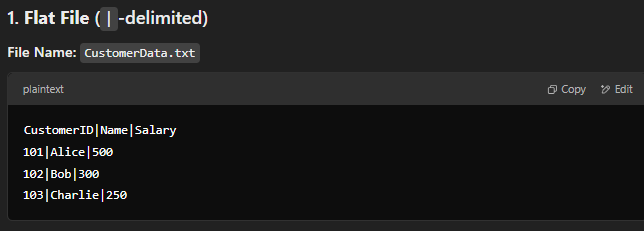 1. Flat File (|-delimited)
File Name: CustomerData.txt
plaintext
Copy
Edit
CustomerID|Name|Salary
101|Alice|500
102|Bob|300
103|Charlie|250